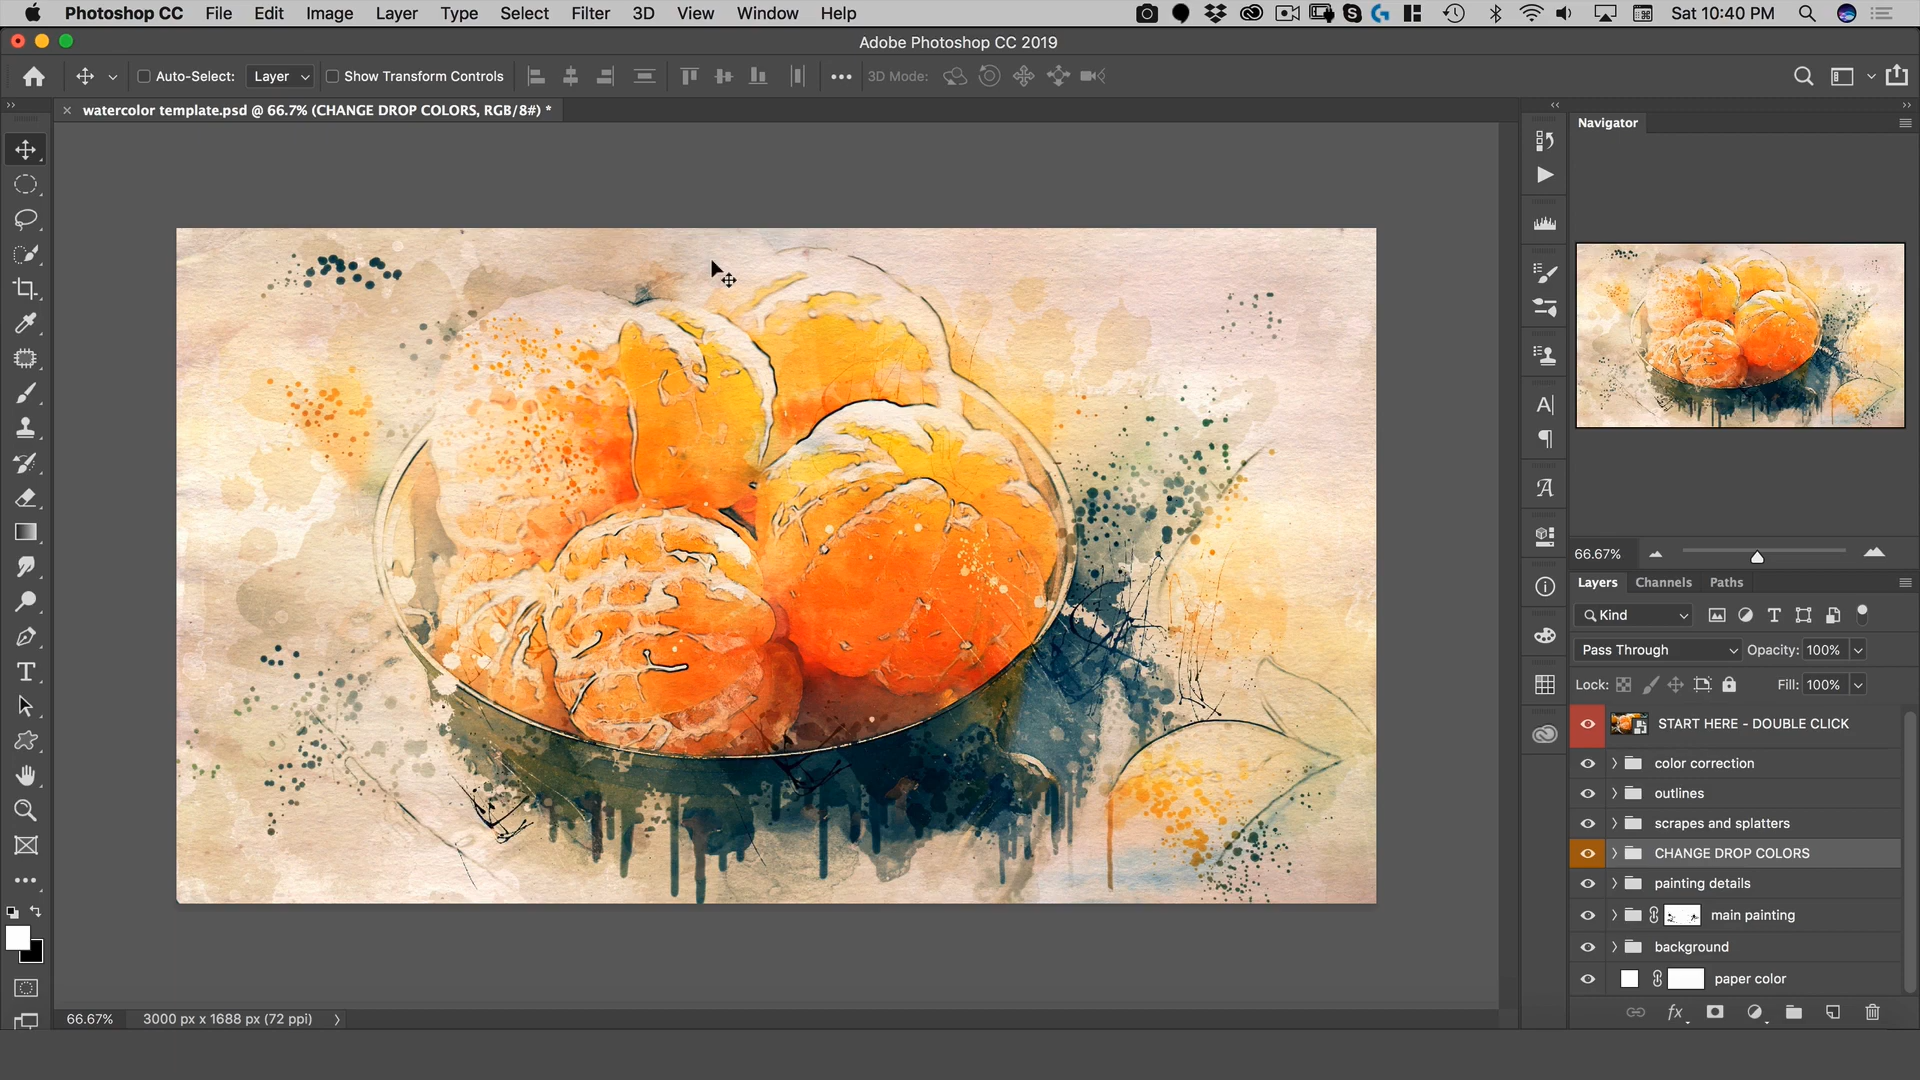 Photoshop CC File Edit Image Layer Type Select Filter 3D View Window Help Sat 10:40 PM
Adobe Photoshop CC 2019
Auto-Select: Layer Show Transform Controls 3D Mode:
watercolor template.psd @ 66.7% (CHANGE DROP COLORS, RGB/8#) *
Navigator
66.67%
Layers Channels Paths
Kind
Pass Through Opacity: 100%
Lock: Fill: 100%
START HERE - DOUBLE CLICK
color correction
outlines
scrapes and splatters
CHANGE DROP COLORS
painting details
main painting
background
paper color
fx
66.67% 3000 px x 1688 px (72 ppi)